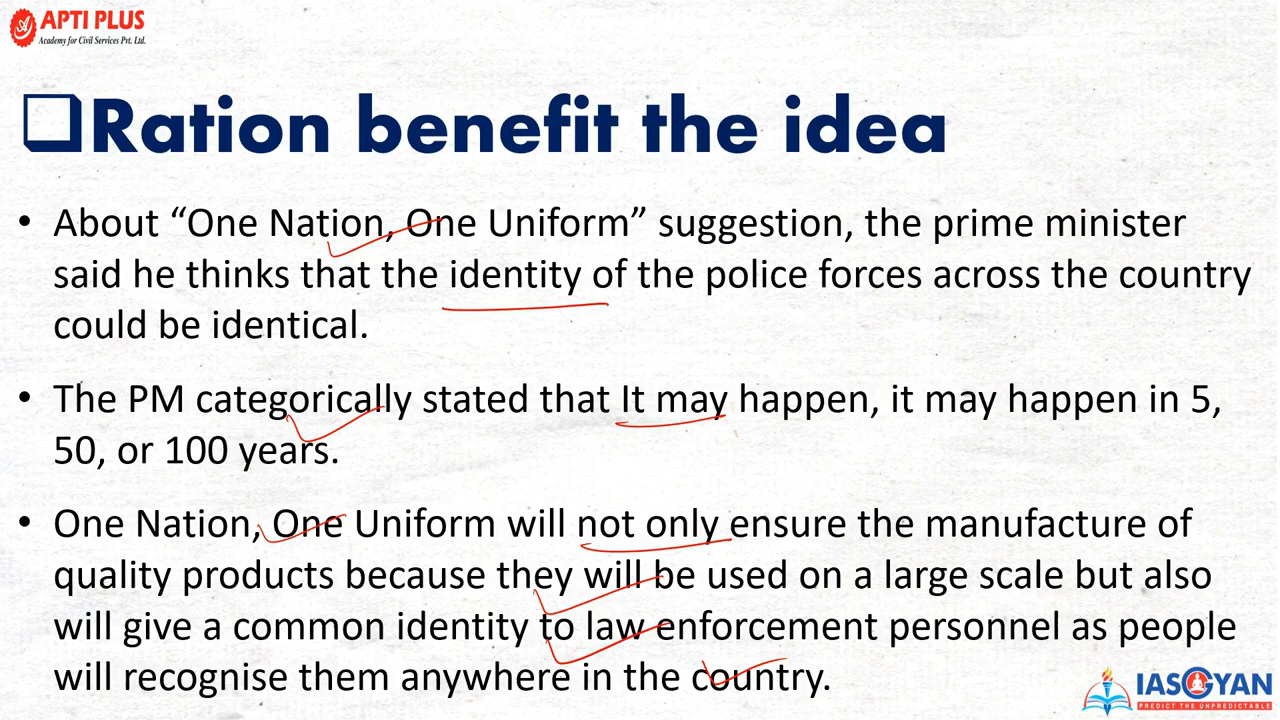 APTI PLUS
Academy for Civil Services Pvt. Ltd.
Ration benefit the idea
• About “One Nation, One Uniform” suggestion, the prime minister
said he thinks that the identity of the police forces across the country
could be identical.
• The PM categorically stated that It may happen, it may happen in 5,
50, or 100 years.
• One Nation, One Uniform will not only ensure the manufacture of
quality products because they will be used on a large scale but also
will give a common identity to law enforcement personnel as people
will recognise them anywhere in the country.
IASGYAN
PREDICT THE UNPREDICTABLE